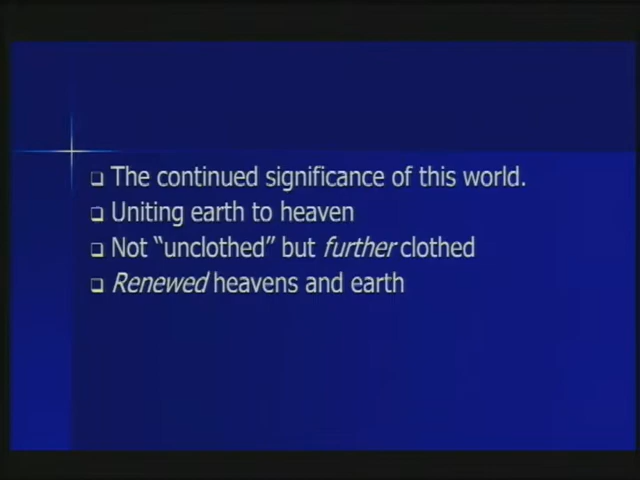 The continued significance of this world.
Uniting earth to heaven
Not “unclothed” but further clothed
Renewed heavens and earth